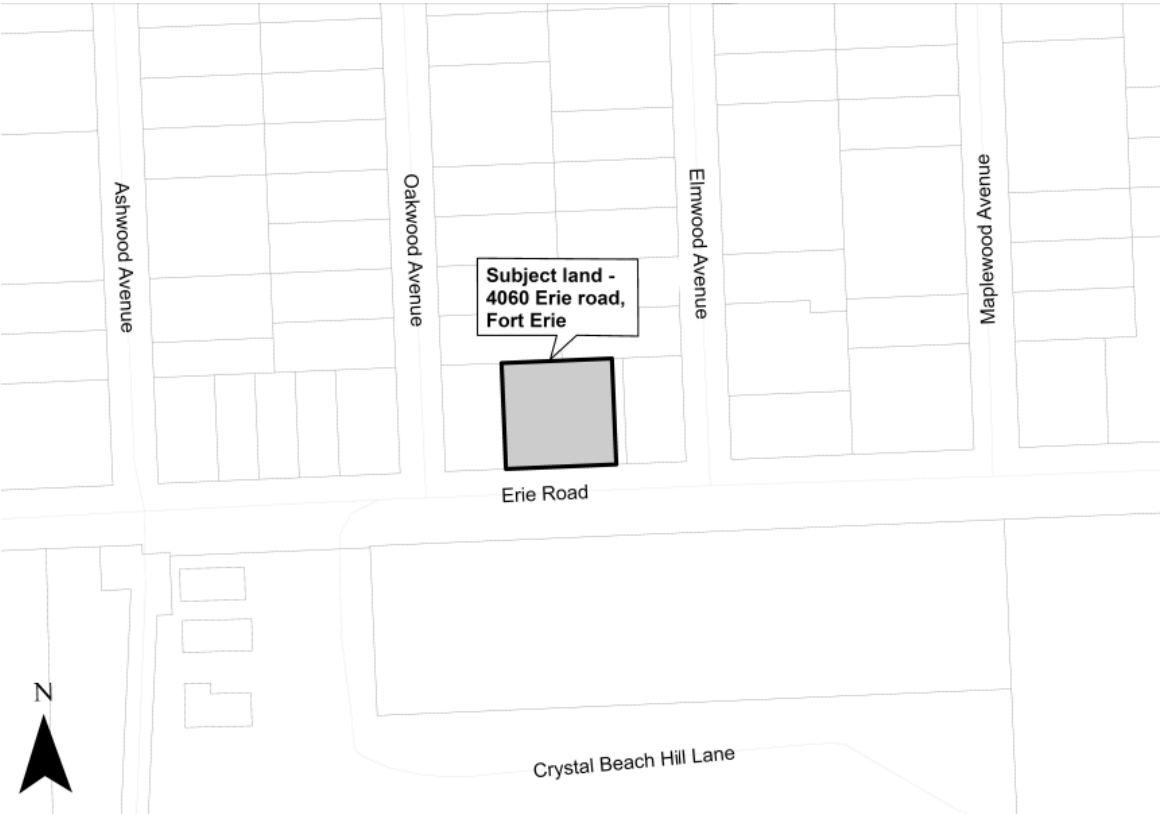 Ashwood Avenue
Oakwood Avenue
Elmwood Avenue
Maplewood Avenue
Subject land -
4060 Erie road,
Fort Erie
Erie Road
N
Crystal Beach Hill Lane